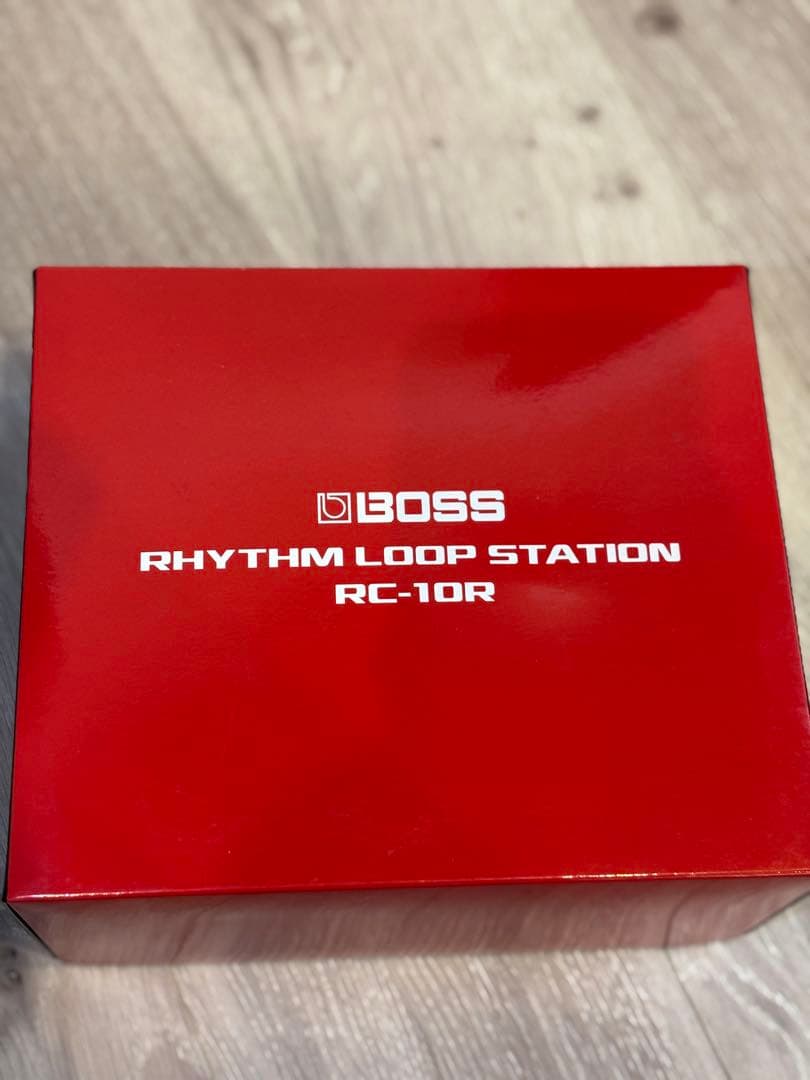 BOSS
RHYTHM LOOP STATION
RC-10R